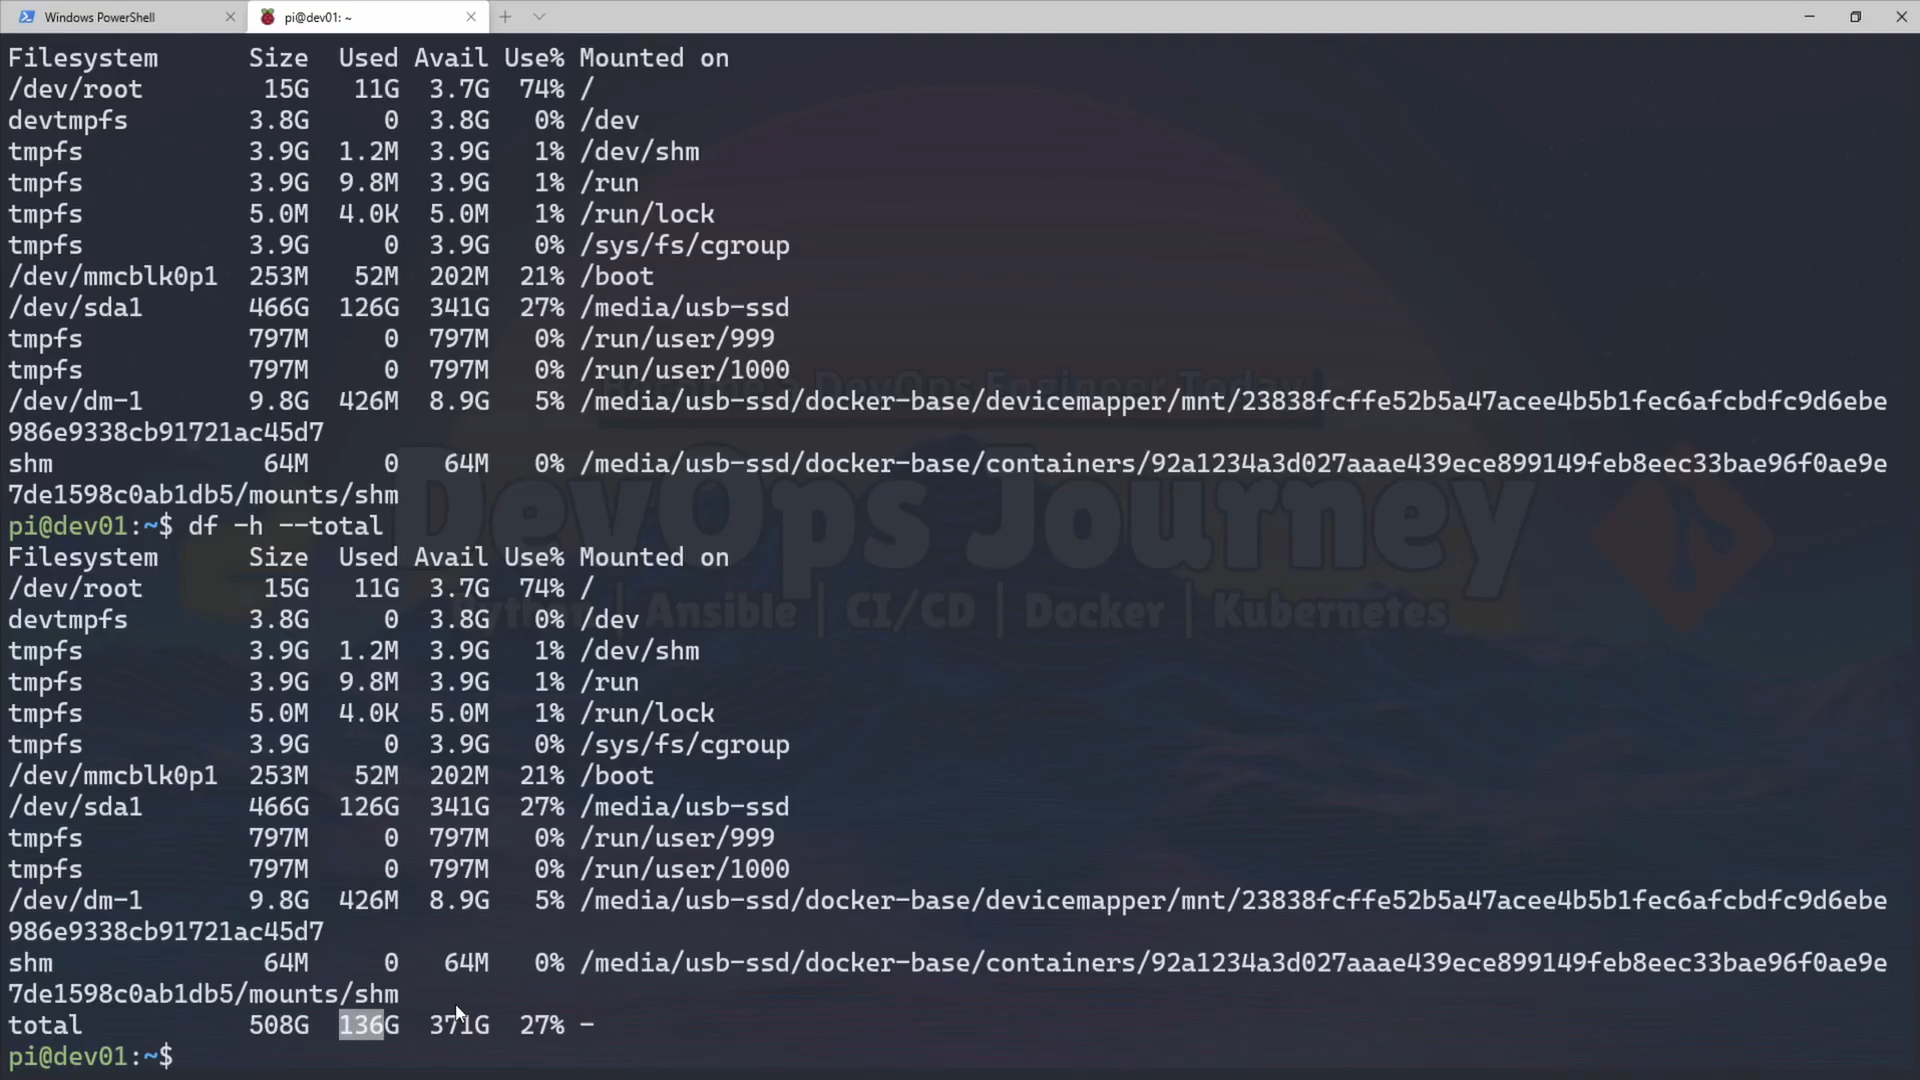 Windows PowerShell
pi@dev01: ~
Filesystem Size Used Avail Use% Mounted on
/dev/root 15G 11G 3.7G 74% /
devtmpfs 3.8G 0 3.8G 0% /dev
tmpfs 3.9G 1.2M 3.9G 1% /dev/shm
tmpfs 3.9G 9.8M 3.9G 1% /run
tmpfs 5.0M 4.0K 5.0M 1% /run/lock
tmpfs 3.9G 0 3.9G 0% /sys/fs/cgroup
/dev/mmcblk0p1 253M 52M 202M 21% /boot
/dev/sda1 466G 126G 341G 27% /media/usb-ssd
tmpfs 797M 0 797M 0% /run/user/999
tmpfs 797M 0 797M 0% /run/user/1000
/dev/dm-1 9.8G 426M 8.9G 5% /media/usb-ssd/docker-base/devicemapper/mnt/23838fcffe52b5a47acee4b5b1fec6afcbdfc9d6ebe
986e9338cb91721ac45d7
shm 64M 0 64M 0% /media/usb-ssd/docker-base/containers/92a1234a3d027aaae439ece899149feb8eec33bae96f0ae9e
7de1598c0ab1db5/mounts/shm
pi@dev01:~$ df -h --total
Filesystem Size Used Avail Use% Mounted on
/dev/root 15G 11G 3.7G 74% /
devtmpfs 3.8G 0 3.8G 0% /dev
tmpfs 3.9G 1.2M 3.9G 1% /dev/shm
tmpfs 3.9G 9.8M 3.9G 1% /run
tmpfs 5.0M 4.0K 5.0M 1% /run/lock
tmpfs 3.9G 0 3.9G 0% /sys/fs/cgroup
/dev/mmcblk0p1 253M 52M 202M 21% /boot
/dev/sda1 466G 126G 341G 27% /media/usb-ssd
tmpfs 797M 0 797M 0% /run/user/999
tmpfs 797M 0 797M 0% /run/user/1000
/dev/dm-1 9.8G 426M 8.9G 5% /media/usb-ssd/docker-base/devicemapper/mnt/23838fcffe52b5a47acee4b5b1fec6afcbdfc9d6ebe
986e9338cb91721ac45d7
shm 64M 0 64M 0% /media/usb-ssd/docker-base/containers/92a1234a3d027aaae439ece899149feb8eec33bae96f0ae9e
7de1598c0ab1db5/mounts/shm
total 508G 136G 371G 27% -
pi@dev01:~$
DevOps Engineer Today!
DevOps Journey
Python | Ansible | CI/CD | Docker | Kubernetes